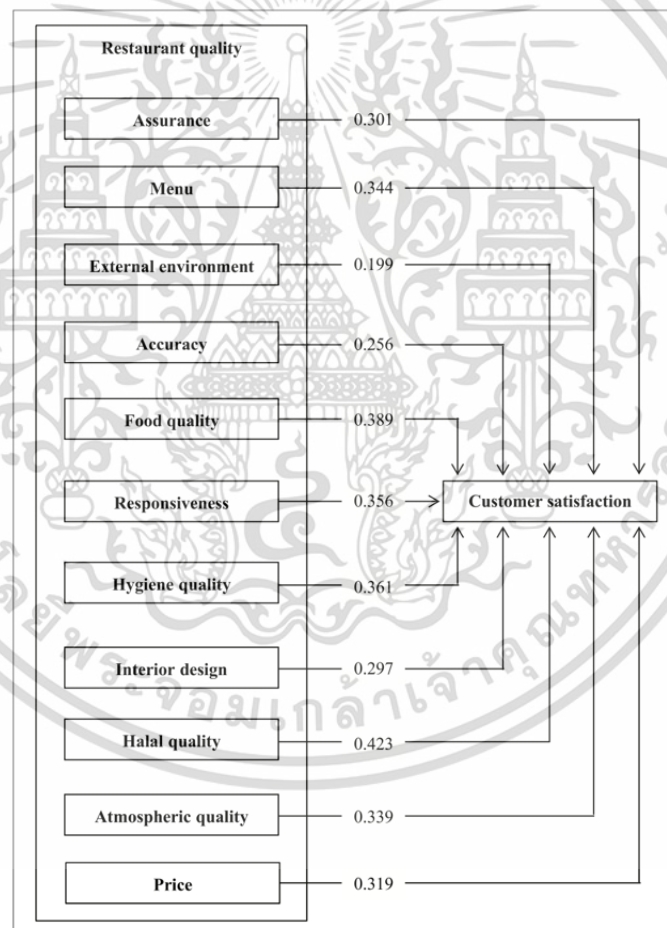 Restaurant quality
Assurance
0.301
Menu
0.344
External environment
0.199
Accuracy
0.256
Food quality
0.389
Responsiveness
0.356
Customer satisfaction
Hygiene quality
0.361
Interior design
0.297
Halal quality
0.423
Atmospheric quality
0.339
Price
0.319